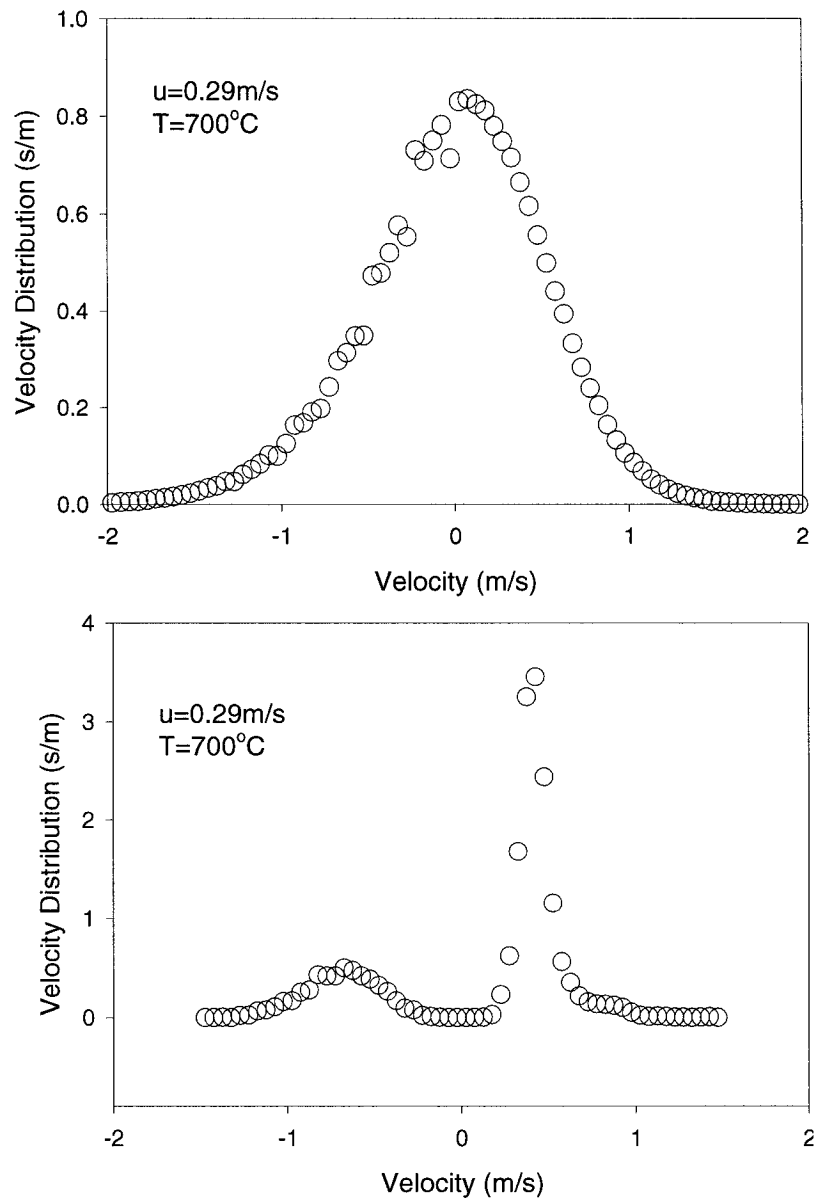 1.0
u=0.29m/s
T=700°C
0.8
0.6
0.4
0.2
0.0
Velocity Distribution (s/m)
-2 -1 0 1 2
Velocity (m/s)
4
u=0.29m/s
T=700°C
3
2
1
0
Velocity Distribution (s/m)
-2 -1 0 1 2
Velocity (m/s)